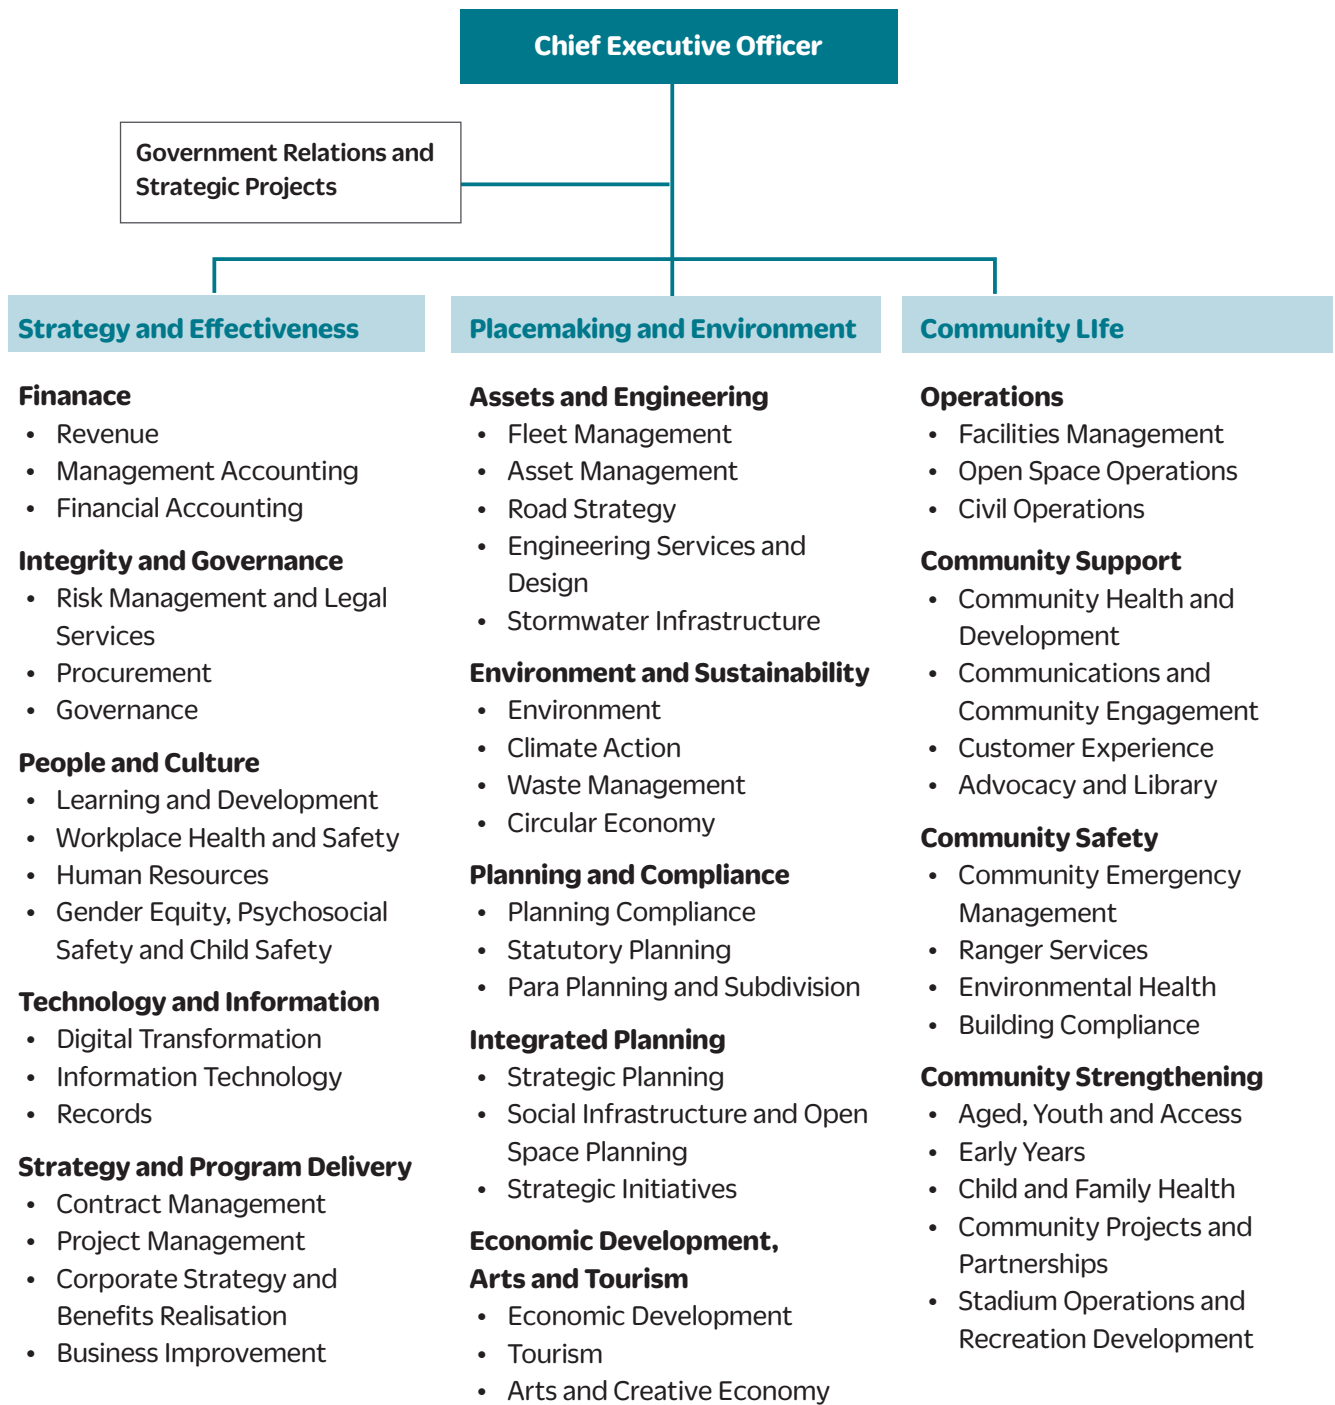 Chief Executive Officer
Government Relations and
Strategic Projects
Strategy and Effectiveness
Finanace
• Revenue
• Management Accounting
• Financial Accounting
Integrity and Governance
• Risk Management and Legal
Services
• Procurement
• Governance
People and Culture
• Learning and Development
• Workplace Health and Safety
• Human Resources
• Gender Equity, Psychosocial
Safety and Child Safety
Technology and Information
• Digital Transformation
• Information Technology
• Records
Strategy and Program Delivery
• Contract Management
• Project Management
• Corporate Strategy and
Benefits Realisation
• Business Improvement
Placemaking and Environment
Assets and Engineering
• Fleet Management
• Asset Management
• Road Strategy
• Engineering Services and
Design
• Stormwater Infrastructure
Environment and Sustainability
• Environment
• Climate Action
• Waste Management
• Circular Economy
Planning and Compliance
• Planning Compliance
• Statutory Planning
• Para Planning and Subdivision
Integrated Planning
• Strategic Planning
• Social Infrastructure and Open
Space Planning
• Strategic Initiatives
Economic Development,
Arts and Tourism
• Economic Development
• Tourism
• Arts and Creative Economy
Community LIfe
Operations
• Facilities Management
• Open Space Operations
• Civil Operations
Community Support
• Community Health and
Development
• Communications and
Community Engagement
• Customer Experience
• Advocacy and Library
Community Safety
• Community Emergency
Management
• Ranger Services
• Environmental Health
• Building Compliance
Community Strengthening
• Aged, Youth and Access
• Early Years
• Child and Family Health
• Community Projects and
Partnerships
• Stadium Operations and
Recreation Development